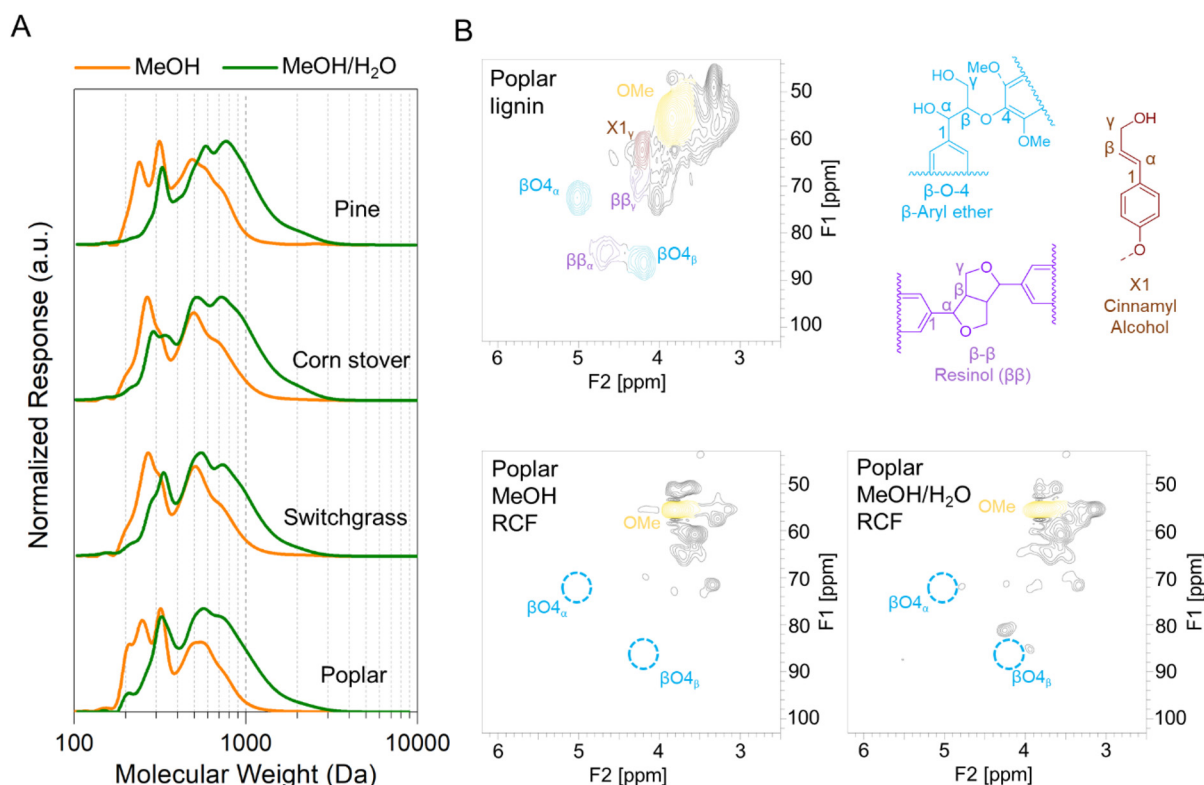 A
MeOH
MeOH/H₂O
Normalized Response (a.u.)
Pine
Corn stover
Switchgrass
Poplar
100
1000
10000
Molecular Weight (Da)
B
Poplar
lignin
OMe
X1γ
βO4α
ββγ
ββα
βO4β
50
60
70
80
90
100
F1 [ppm]
6
5
4
3
F2 [ppm]
HO
γ
MeO
HO
α
β
O
4
1
OMe
β-O-4
β-Aryl ether
γ
O
β
α
1
O
β-β
Resinol (ββ)
OH
γ
β
α
1
O
X1
Cinnamyl
Alcohol
Poplar
MeOH
RCF
OMe
βO4α
βO4β
50
60
70
80
90
100
F1 [ppm]
6
5
4
3
F2 [ppm]
Poplar
MeOH/H₂O
RCF
OMe
βO4α
βO4β
50
60
70
80
90
100
F1 [ppm]
6
5
4
3
F2 [ppm]